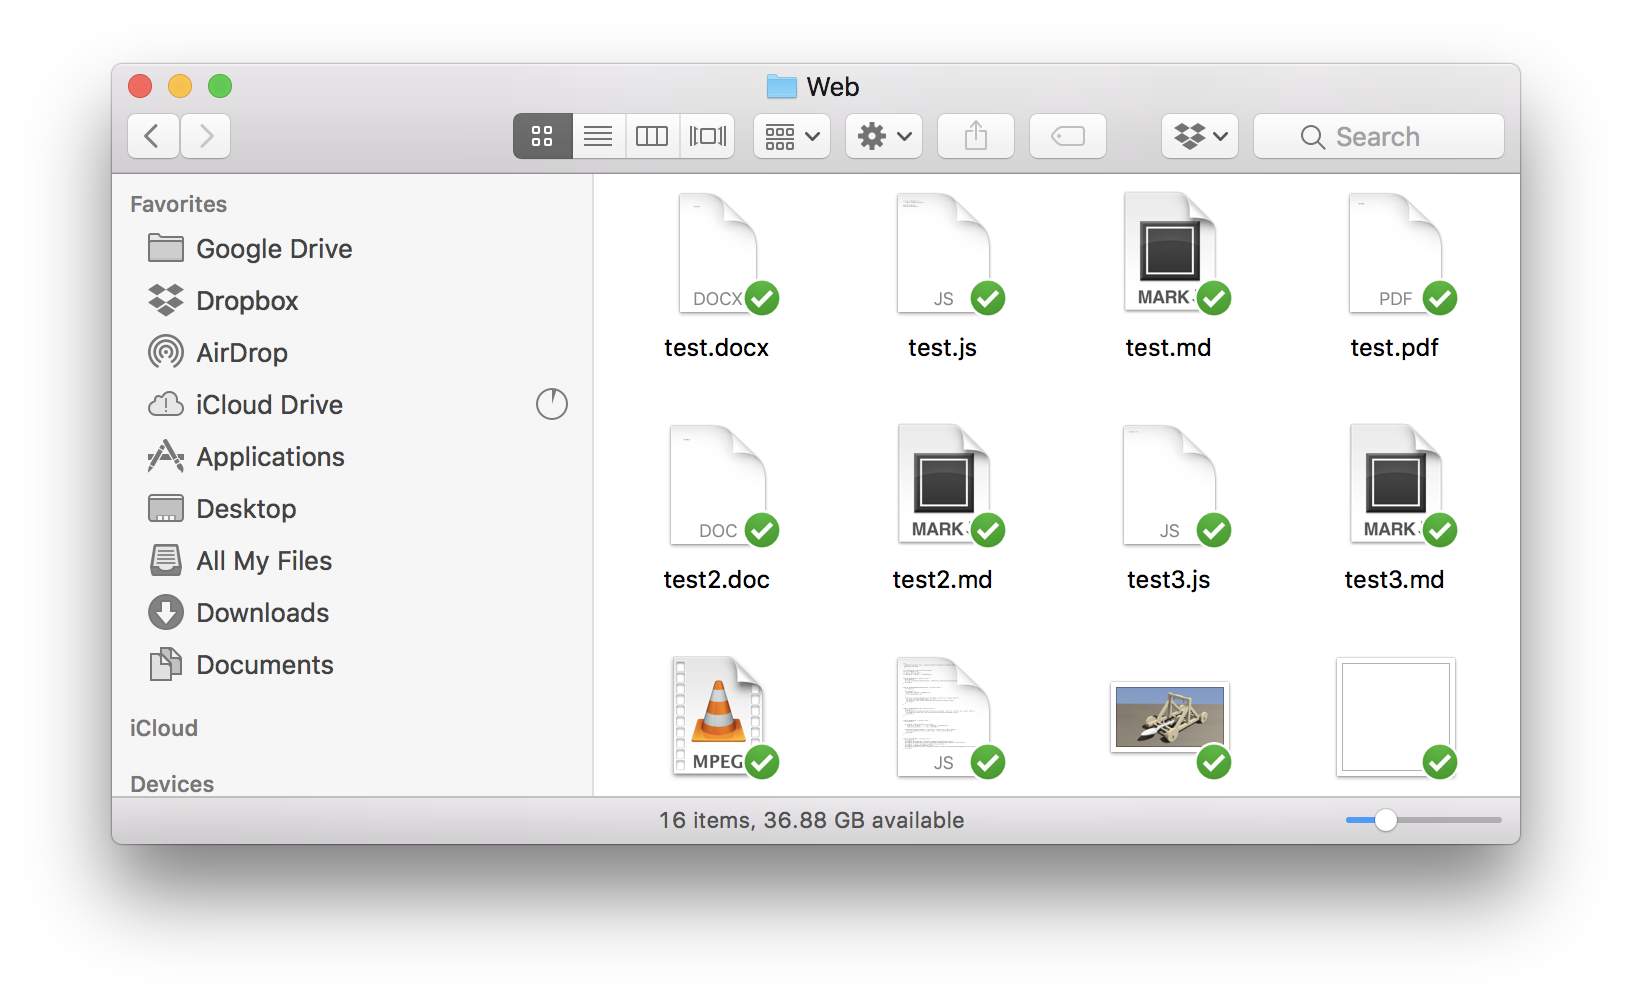 Web
Search
Favorites
Google Drive
Dropbox
AirDrop
iCloud Drive
Applications
Desktop
All My Files
Downloads
Documents
iCloud
Devices
DOCX
JS
MARK
PDF
test.docx
test.js
test.md
test.pdf
DOC
MARK
JS
MARK
test2.doc
test2.md
test3.js
test3.md
MPEG
JS
16 items, 36.88 GB available